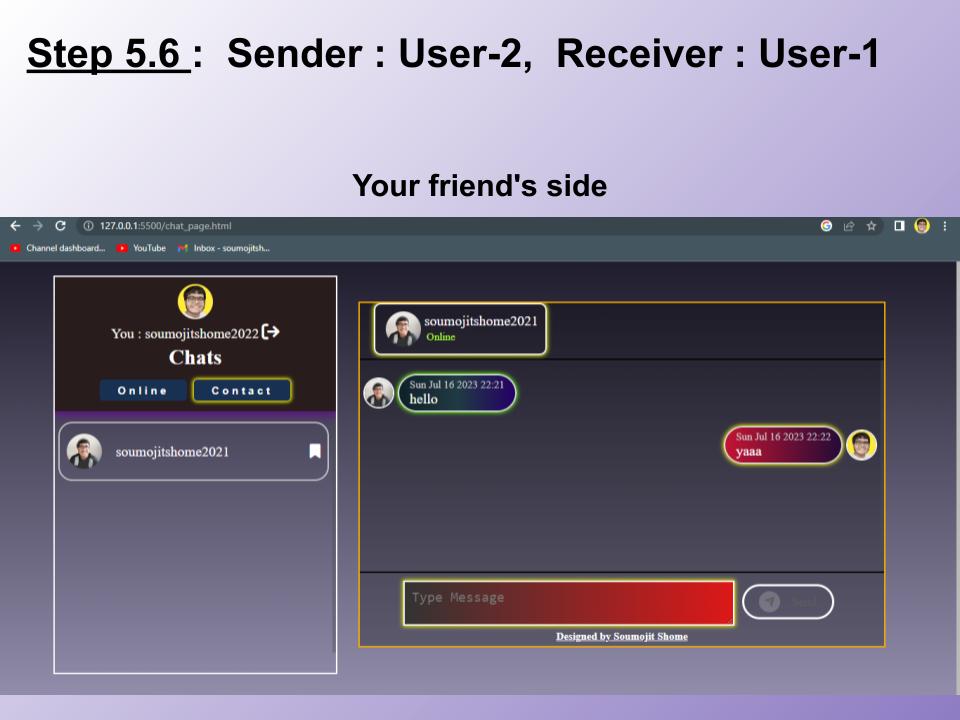 Step 5.6 :  Sender : User-2,  Receiver : User-1
Your friend's side
127.0.0.1:5500/chat_page.html
Channel dashboard...
YouTube
Inbox - soumojitsh...
You : soumojitshome2022
Chats
Online
Contact
soumojitshome2021
soumojitshome2021
Online
Sun Jul 16 2023 22:21
hello
Sun Jul 16 2023 22:22
yaaa
Type Message
Send
Designed by Soumojit Shome